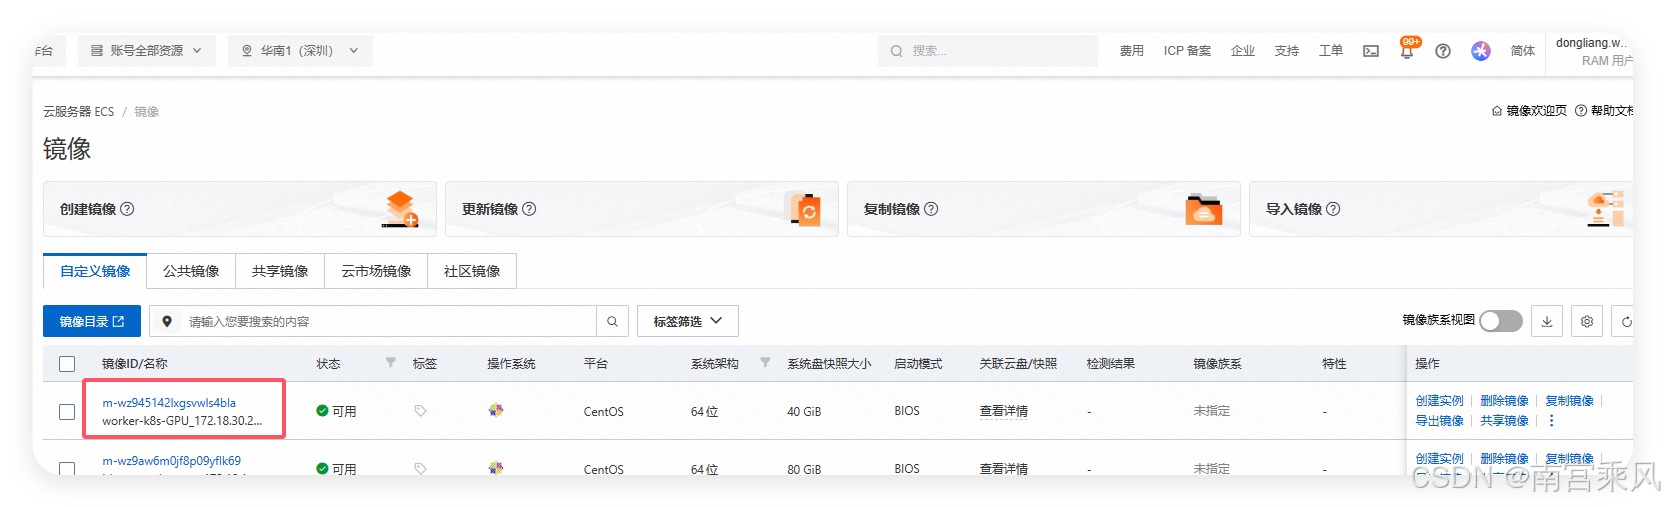 作台 账号全部资源 华南1（深圳） 搜索... 费用 ICP 备案 企业 支持 工单 99+ 简体 dongliang.w...
RAM 用户
云服务器 ECS / 镜像 镜像欢迎页 帮助文档
镜像
创建镜像 更新镜像 复制镜像 导入镜像
自定义镜像 公共镜像 共享镜像 云市场镜像 社区镜像
镜像目录 请输入您要搜索的内容 标签筛选 镜像族系视图
镜像ID/名称 状态 标签 操作系统 平台 系统架构 系统盘快照大小 启动模式 关联云盘/快照 检测结果 镜像族系 特性 操作
m-wz945142lxgsvwls4bla 创建实例 删除镜像 复制镜像
可用 CentOS 64 位 40 GiB BIOS 查看详情 - 未指定 -
worker-k8s-GPU_172.18.30.2... 导出镜像 共享镜像
m-wz9aw6m0jf8p09yflk69 创建实例 删除镜像 复制镜像
可用 CentOS 64 位 80 GiB BIOS 查看详情 - 未指定 -
CSDN @南宫乘风